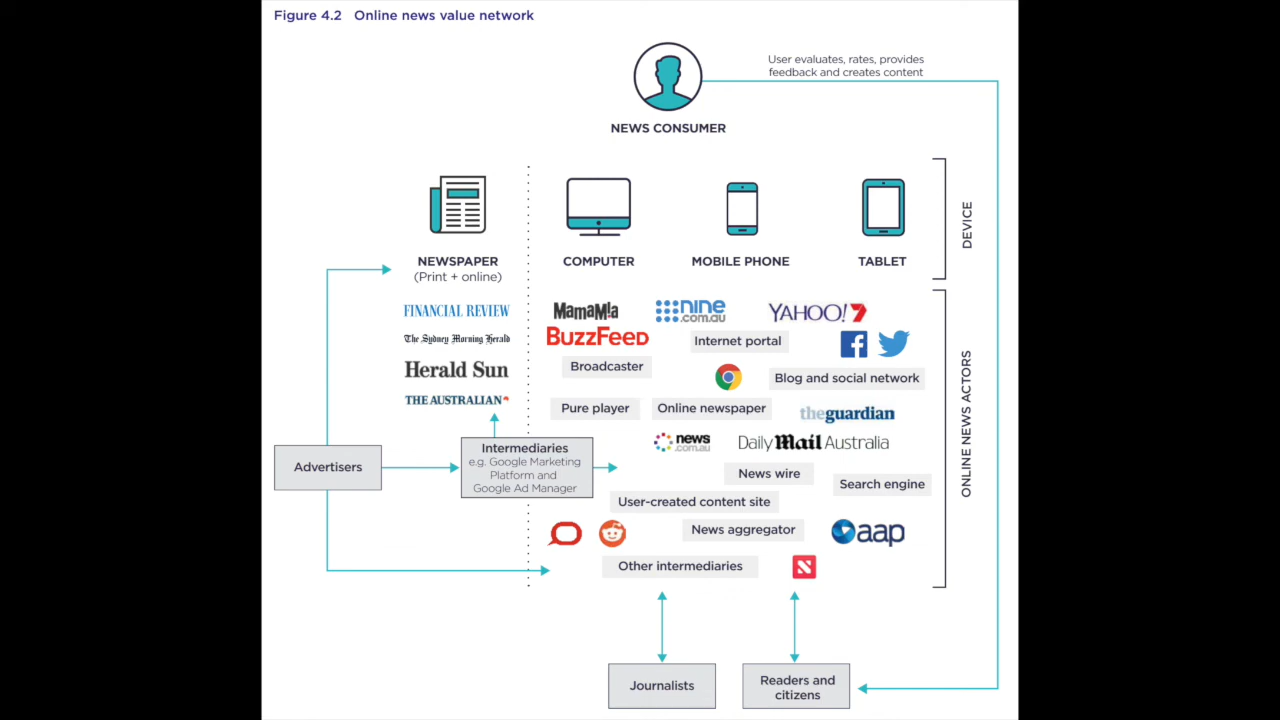 Figure 4.2 Online news value network
User evaluates, rates, provides
feedback and creates content
NEWS CONSUMER
DEVICE
NEWSPAPER
(Print + online)
COMPUTER
MOBILE PHONE
TABLET
FINANCIAL REVIEW
The Sydney Morning Herald
Herald Sun
THE AUSTRALIAN
MamaMia
nine
.com.au
YAHOO!7
BuzzFeed
Internet portal
Broadcaster
Blog and social network
Pure player
Online newspaper
theguardian
news
.com.au
Daily Mail Australia
News wire
Search engine
User-created content site
News aggregator
aap
Other intermediaries
ONLINE NEWS ACTORS
Advertisers
Intermediaries
e.g. Google Marketing
Platform and
Google Ad Manager
Journalists
Readers and
citizens